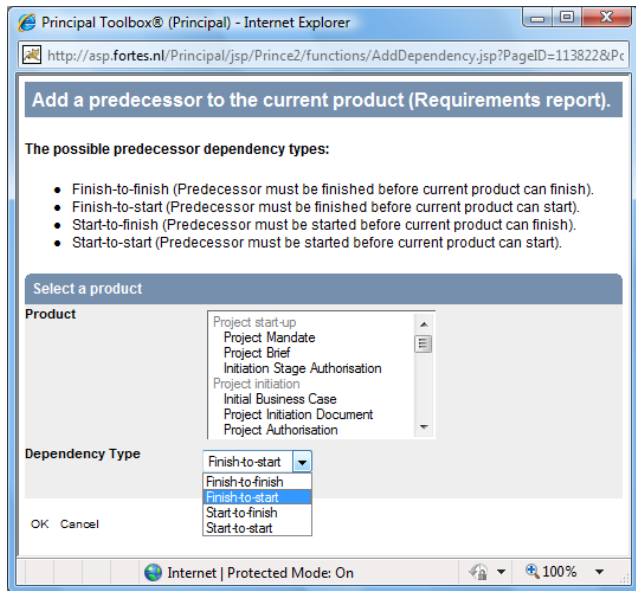 Principal Toolbox® (Principal) - Internet Explorer
http://asp.fortes.nl/Principal/jsp/Prince2/functions/AddDependency.jsp?PageID=113822&Pc
Add a predecessor to the current product (Requirements report).
The possible predecessor dependency types:
• Finish-to-finish (Predecessor must be finished before current product can finish).
• Finish-to-start (Predecessor must be finished before current product can start).
• Start-to-finish (Predecessor must be started before current product can finish).
• Start-to-start (Predecessor must be started before current product can start).
Select a product
Product
Project start-up
Project Mandate
Project Brief
Initiation Stage Authorisation
Project initiation
Initial Business Case
Project Initiation Document
Project Authorisation
Dependency Type
Finish-to-start
Finish-to-finish
Finish-to-start
Start-to-finish
Start-to-start
OK Cancel
Internet | Protected Mode: On
100%